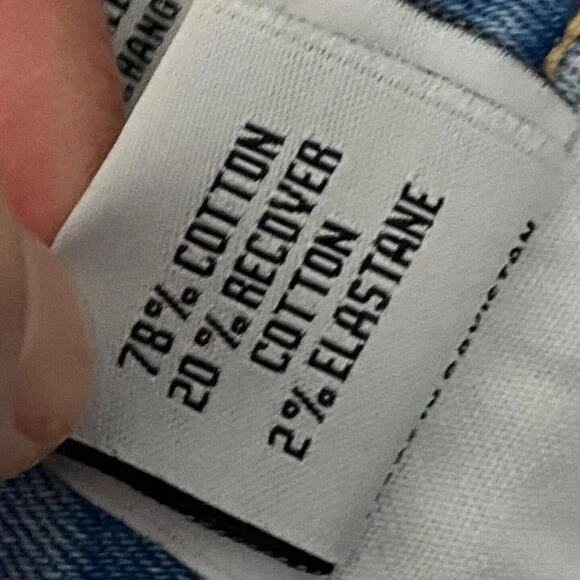 78% COTTON
20% RECOVER
COTTON
2% ELASTANE